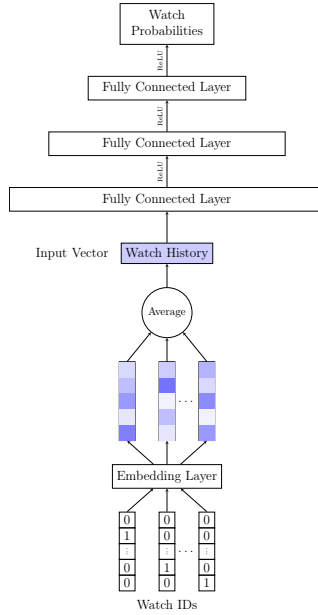 Watch
Probabilities
ReLU
Fully Connected Layer
ReLU
Fully Connected Layer
ReLU
Fully Connected Layer
Input Vector Watch History
Average
...
Embedding Layer
0 0 0
1 0 0
⋮ ⋮ ... ⋮
0 1 0
0 0 1
Watch IDs